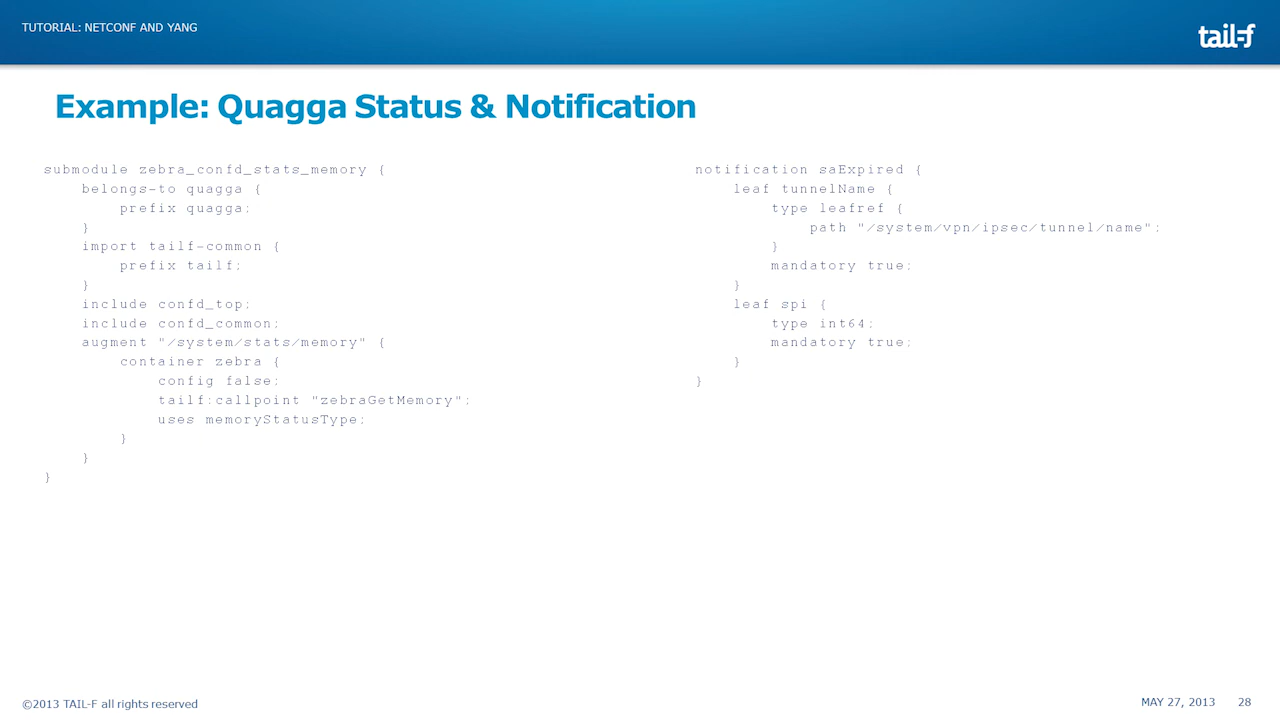 TUTORIAL: NETCONF AND YANG
tail-f
Example: Quagga Status & Notification
submodule zebra_confd_stats_memory {
    belongs-to quagga {
        prefix quagga;
    }
    import tailf-common {
        prefix tailf;
    }
    include confd_top;
    include confd_common;
    augment "/system/stats/memory" {
        container zebra {
            config false;
            tailf:callpoint "zebraGetMemory";
            uses memoryStatusType;
        }
    }
}
notification saExpired {
    leaf tunnelName {
        type leafref {
            path "/system/vpn/ipsec/tunnel/name";
        }
        mandatory true;
    }
    leaf spi {
        type int64;
        mandatory true;
    }
}
©2013 TAIL-F all rights reserved
MAY 27, 2013 28